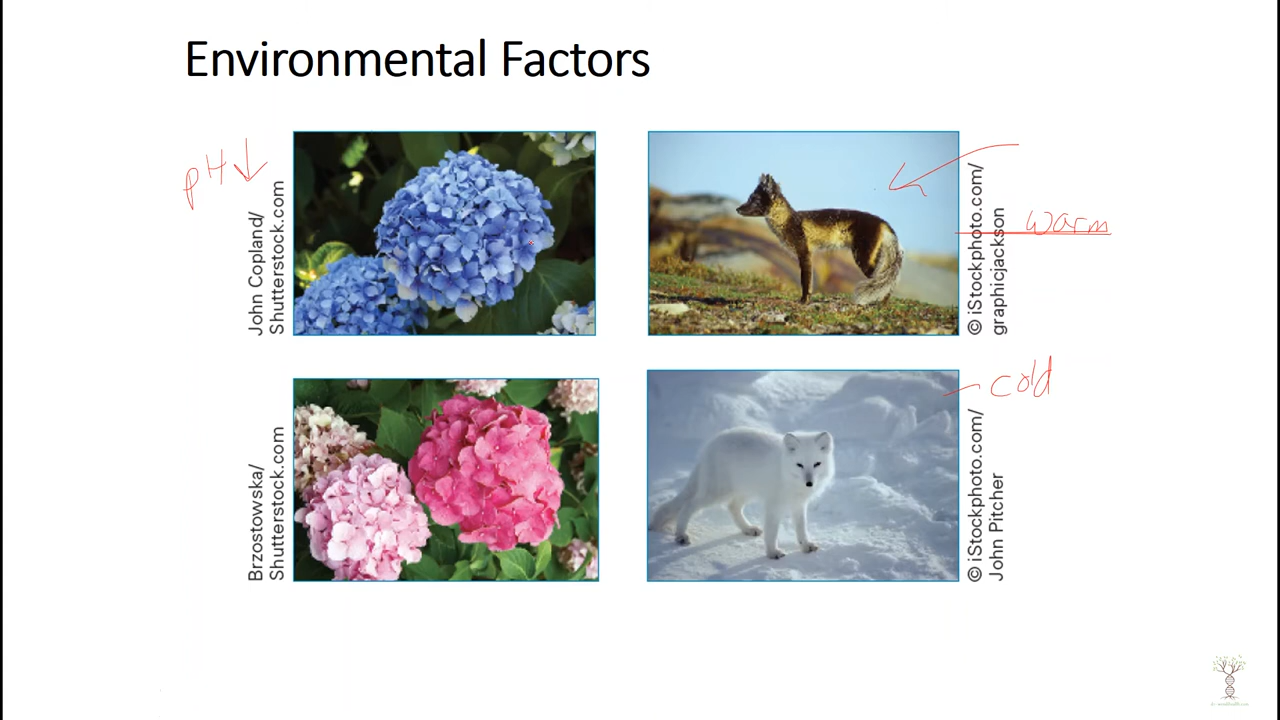 Environmental Factors
pH↓
John Copland/
Shutterstock.com
© iStockphoto.com/
graphicjackson
warm
Brzostowska/
Shutterstock.com
cold
© iStockphoto.com/
John Pitcher